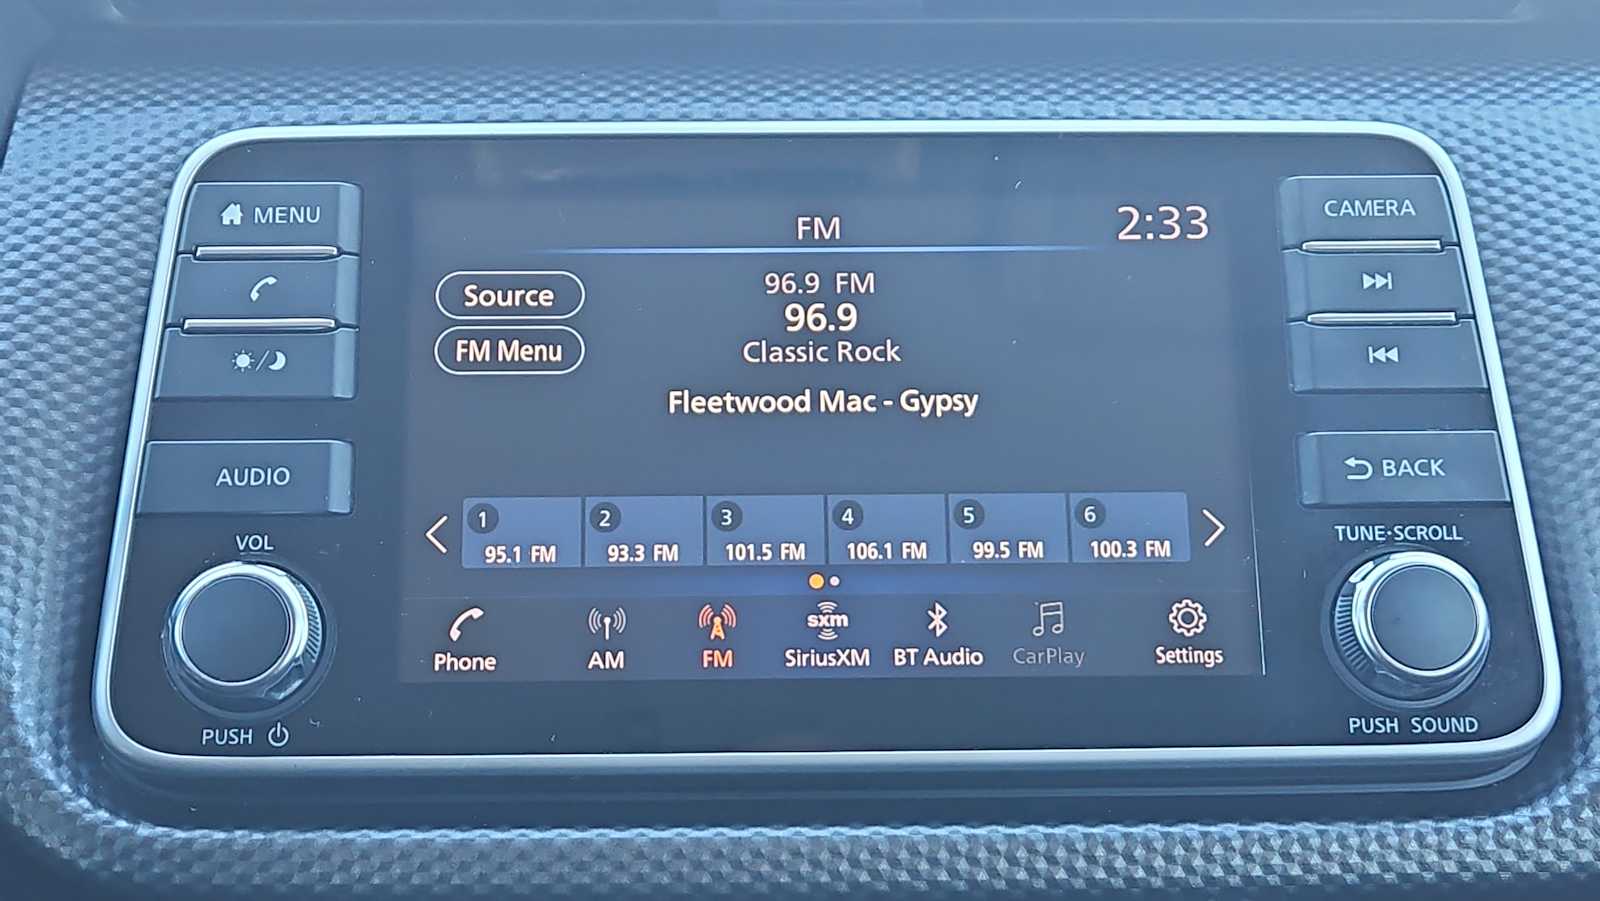 MENU
AUDIO
VOL
PUSH
FM
2:33
Source
FM Menu
96.9 FM
96.9
Classic Rock
Fleetwood Mac - Gypsy
1
95.1 FM
2
93.3 FM
3
101.5 FM
4
106.1 FM
5
99.5 FM
6
100.3 FM
Phone
AM
FM
sxm
SiriusXM
BT Audio
CarPlay
Settings
CAMERA
BACK
TUNE·SCROLL
PUSH SOUND